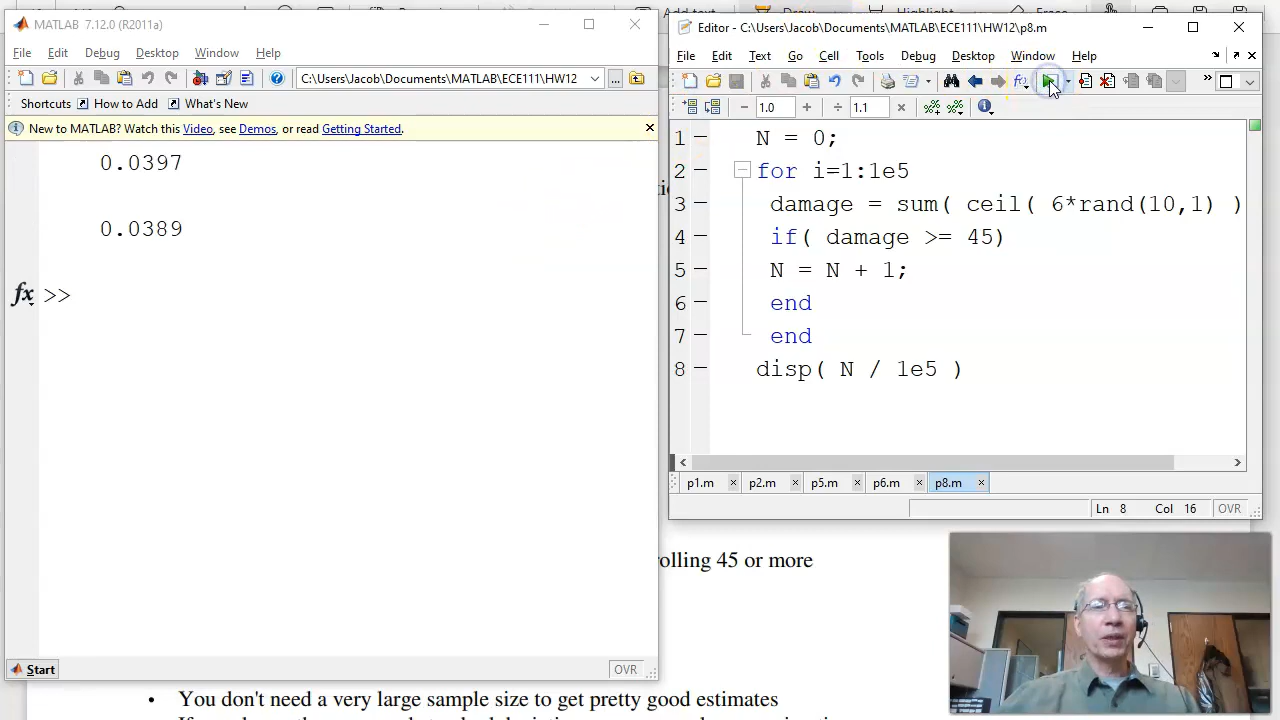 MATLAB 7.12.0 (R2011a)
File Edit Debug Desktop Window Help
C:\Users\Jacob\Documents\MATLAB\ECE111\HW12
Shortcuts How to Add What's New
New to MATLAB? Watch this Video, see Demos, or read Getting Started.
0.0397
0.0389
fx >>
Start OVR
Editor - C:\Users\Jacob\Documents\MATLAB\ECE111\HW12\p8.m
File Edit Text Go Cell Tools Debug Desktop Window Help
1.0 1.1
1 N = 0;
2 for i=1:1e5
3 damage = sum( ceil( 6*rand(10,1) )
4 if( damage >= 45)
5 N = N + 1;
6 end
7 end
8 disp( N / 1e5 )
p1.m p2.m p5.m p6.m p8.m
Ln 8 Col 16 OVR
rolling 45 or more
• You don't need a very large sample size to get pretty good estimates